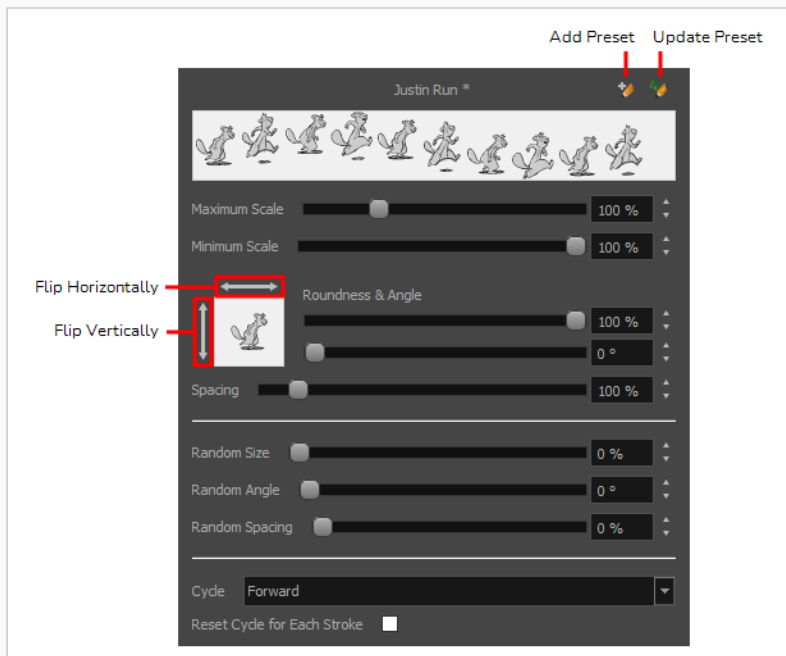 Add Preset Update Preset
Justin Run *
Maximum Scale 100 %
Minimum Scale 100 %
Flip Horizontally
Roundness & Angle
100 %
Flip Vertically
0 °
Spacing 100 %
Random Size 0 %
Random Angle 0 °
Random Spacing 0 %
Cycle Forward
Reset Cycle for Each Stroke